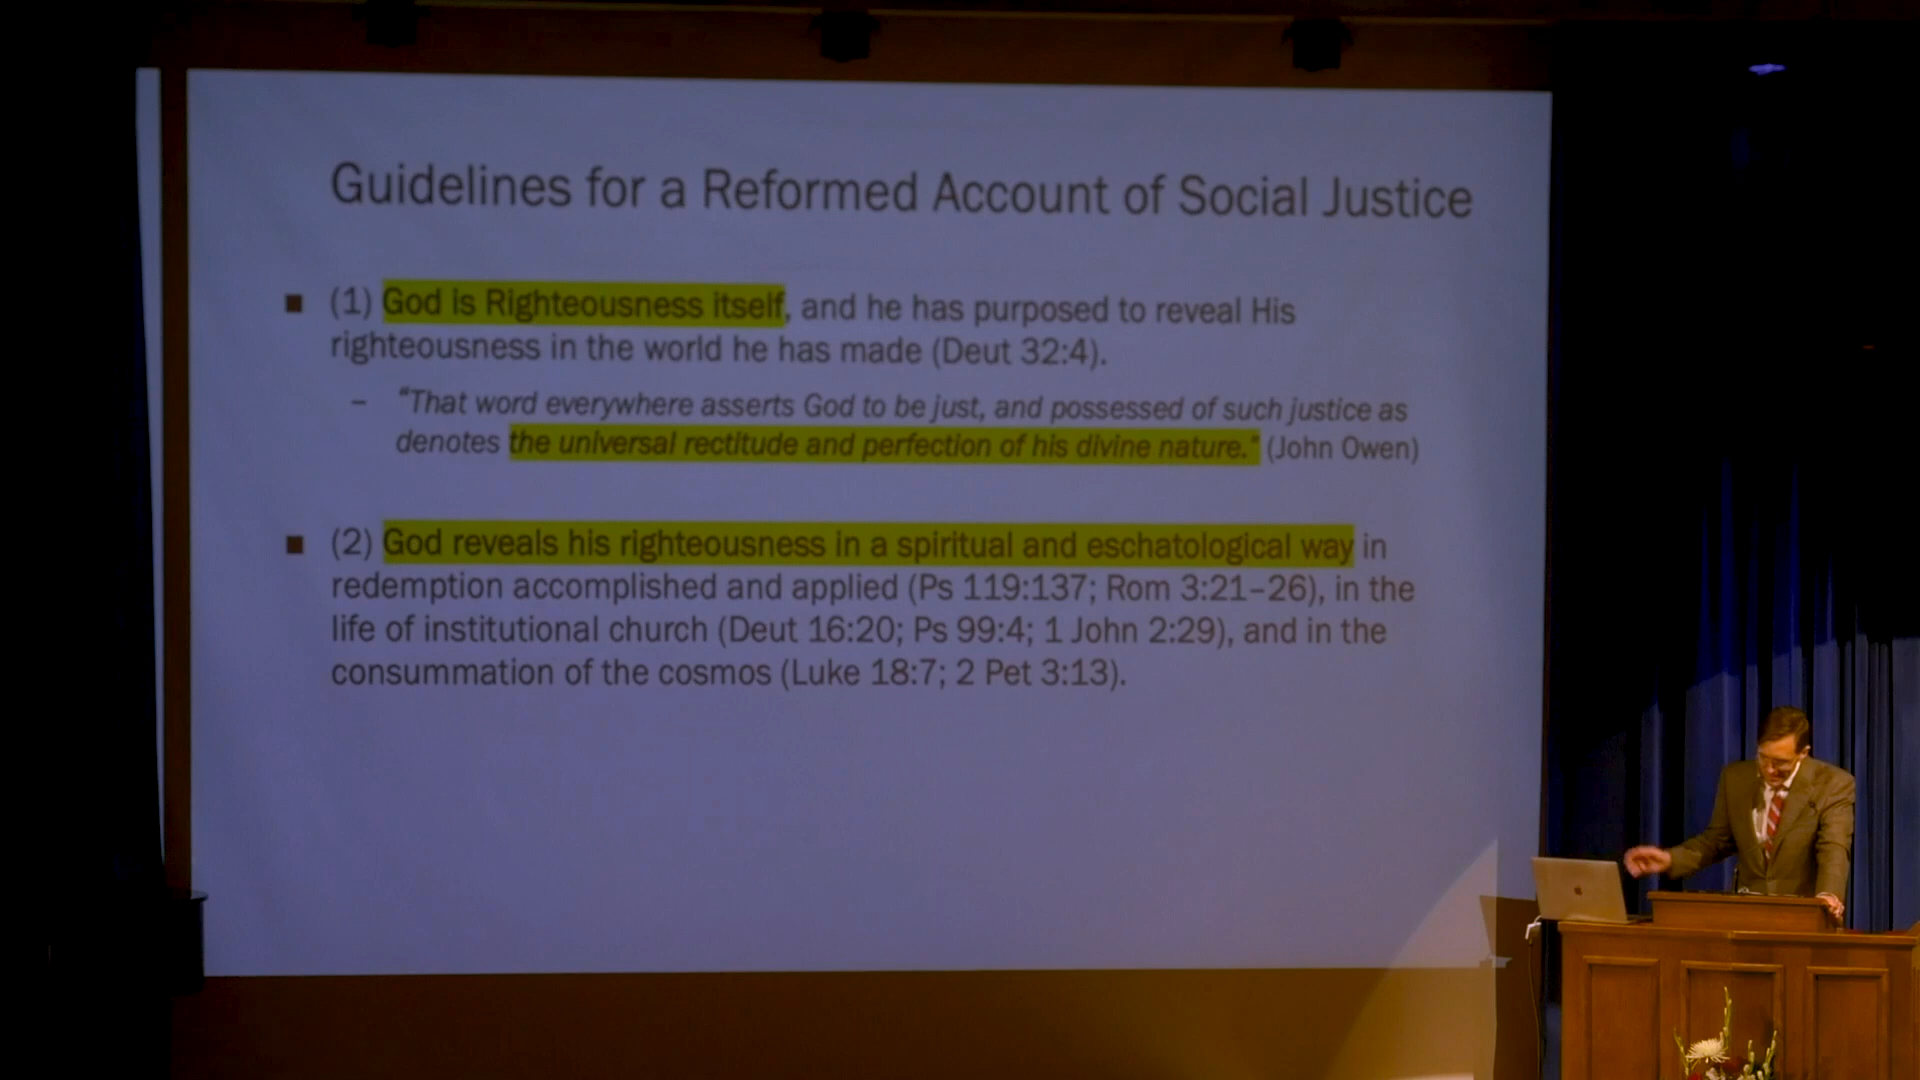 Guidelines for a Reformed Account of Social Justice
■ (1) God is Righteousness itself, and he has purposed to reveal His
righteousness in the world he has made (Deut 32:4).
– “That word everywhere asserts God to be just, and possessed of such justice as
denotes the universal rectitude and perfection of his divine nature.” (John Owen)
■ (2) God reveals his righteousness in a spiritual and eschatological way in
redemption accomplished and applied (Ps 119:137; Rom 3:21–26), in the
life of institutional church (Deut 16:20; Ps 99:4; 1 John 2:29), and in the
consummation of the cosmos (Luke 18:7; 2 Pet 3:13).